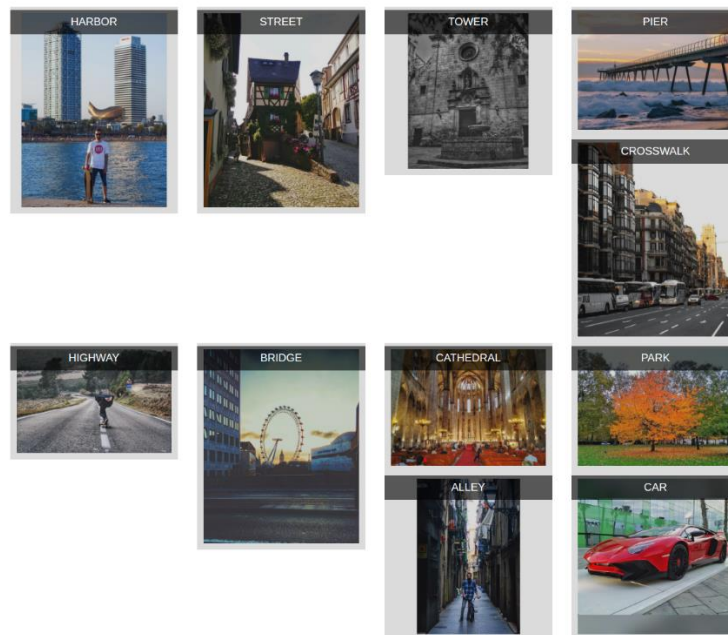 HARBOR
STREET
TOWER
PIER
CROSSWALK
HIGHWAY
BRIDGE
CATHEDRAL
PARK
ALLEY
CAR